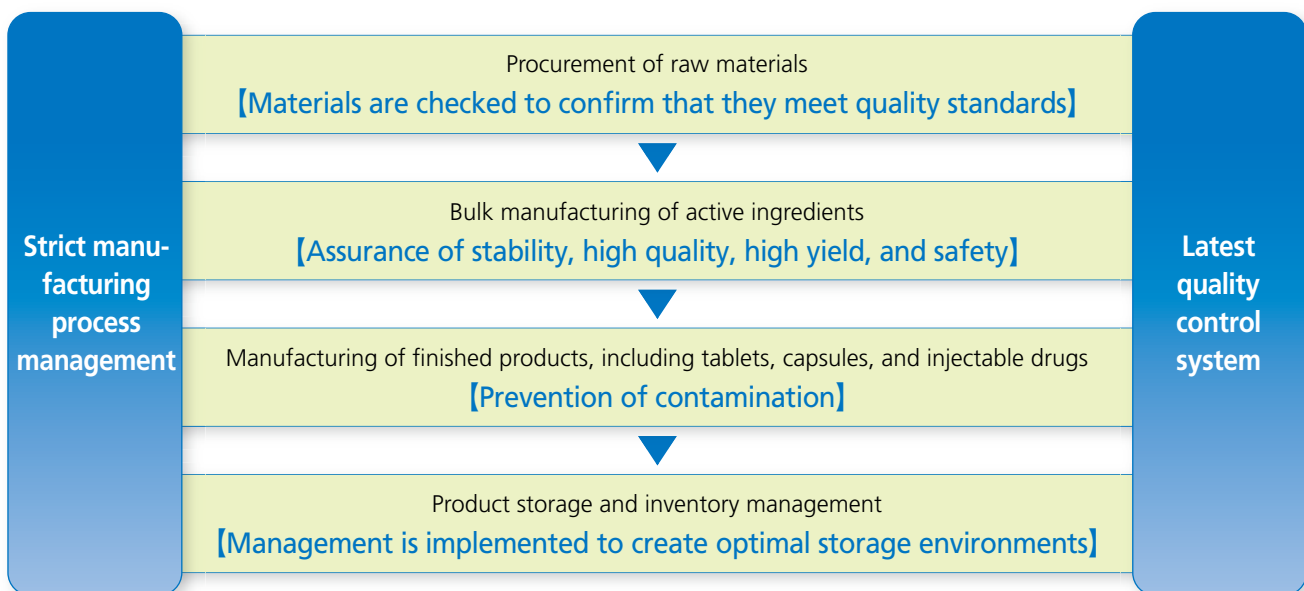 Strict manu-
facturing
process
management
Procurement of raw materials
【Materials are checked to confirm that they meet quality standards】
Bulk manufacturing of active ingredients
【Assurance of stability, high quality, high yield, and safety】
Manufacturing of finished products, including tablets, capsules, and injectable drugs
【Prevention of contamination】
Product storage and inventory management
【Management is implemented to create optimal storage environments】
Latest
quality
control
system